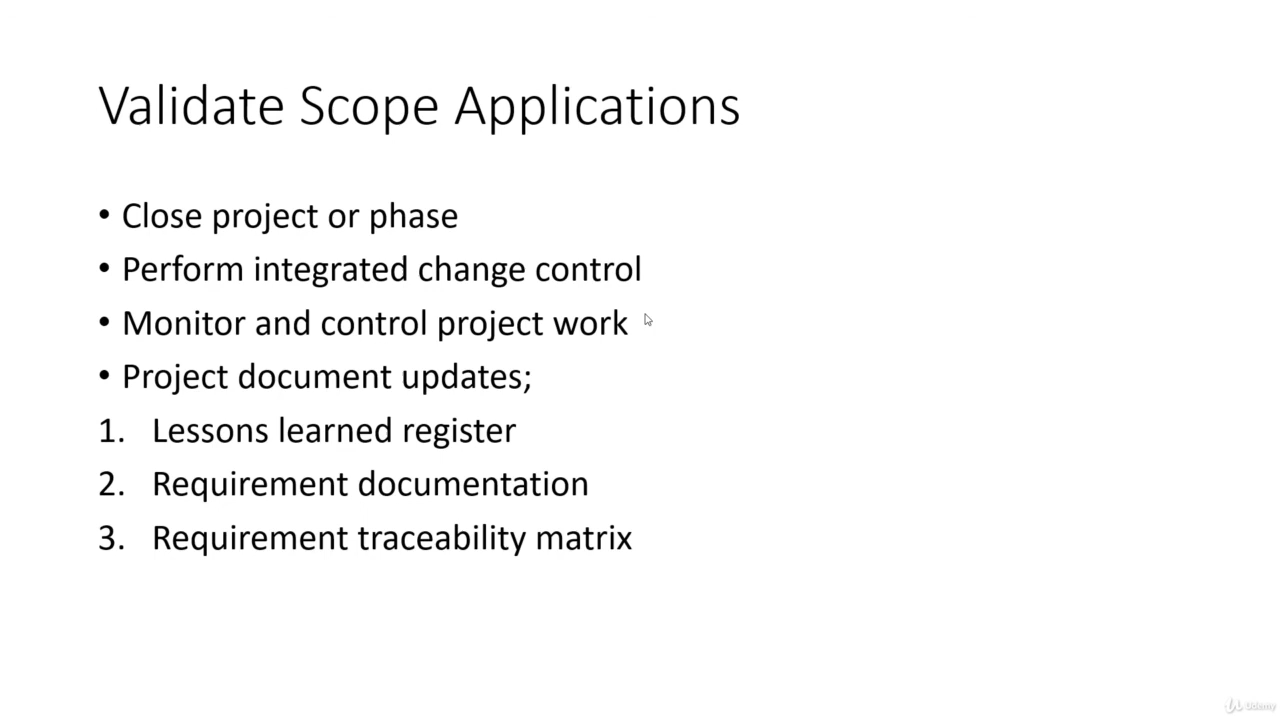 Validate Scope Applications
• Close project or phase
• Perform integrated change control
• Monitor and control project work
• Project document updates;
1. Lessons learned register
2. Requirement documentation
3. Requirement traceability matrix
Udemy